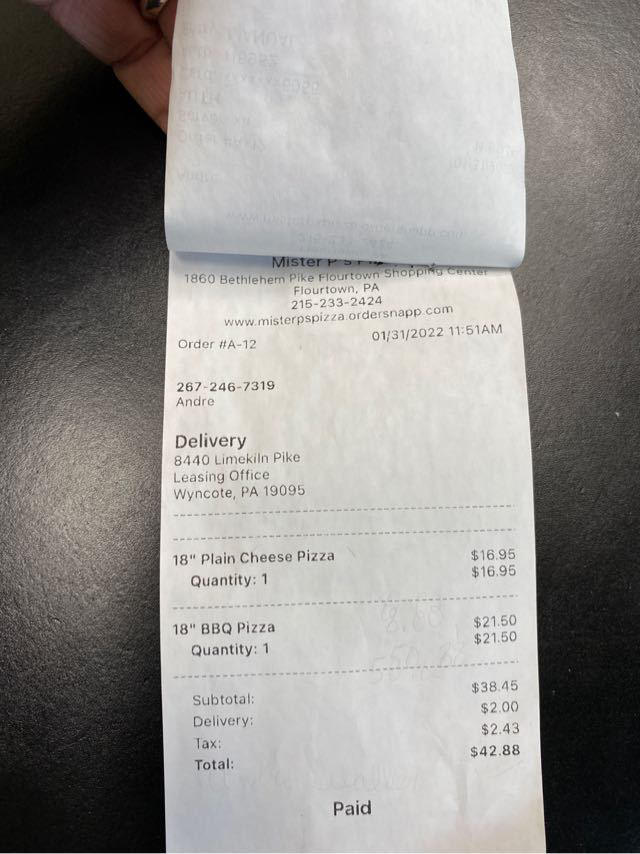 Mister P's
1860 Bethlehem Pike Flourtown Shopping Center
Flourtown, PA
215-233-2424
www.misterpspizza.ordersnapp.com
Order #A-12 01/31/2022 11:51AM
267-246-7319
Andre
Delivery
8440 Limekiln Pike
Leasing Office
Wyncote, PA 19095
18" Plain Cheese Pizza $16.95
Quantity: 1 $16.95
18" BBQ Pizza $21.50
Quantity: 1 $21.50
Subtotal: $38.45
Delivery: $2.00
Tax: $2.43
Total: $42.88
Paid